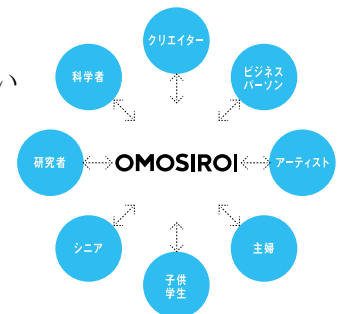 クリエイター
科学者
ビジネス
パーソン
い
研究者
OMOSIROI
アーティスト
シニア
主婦
子供
学生